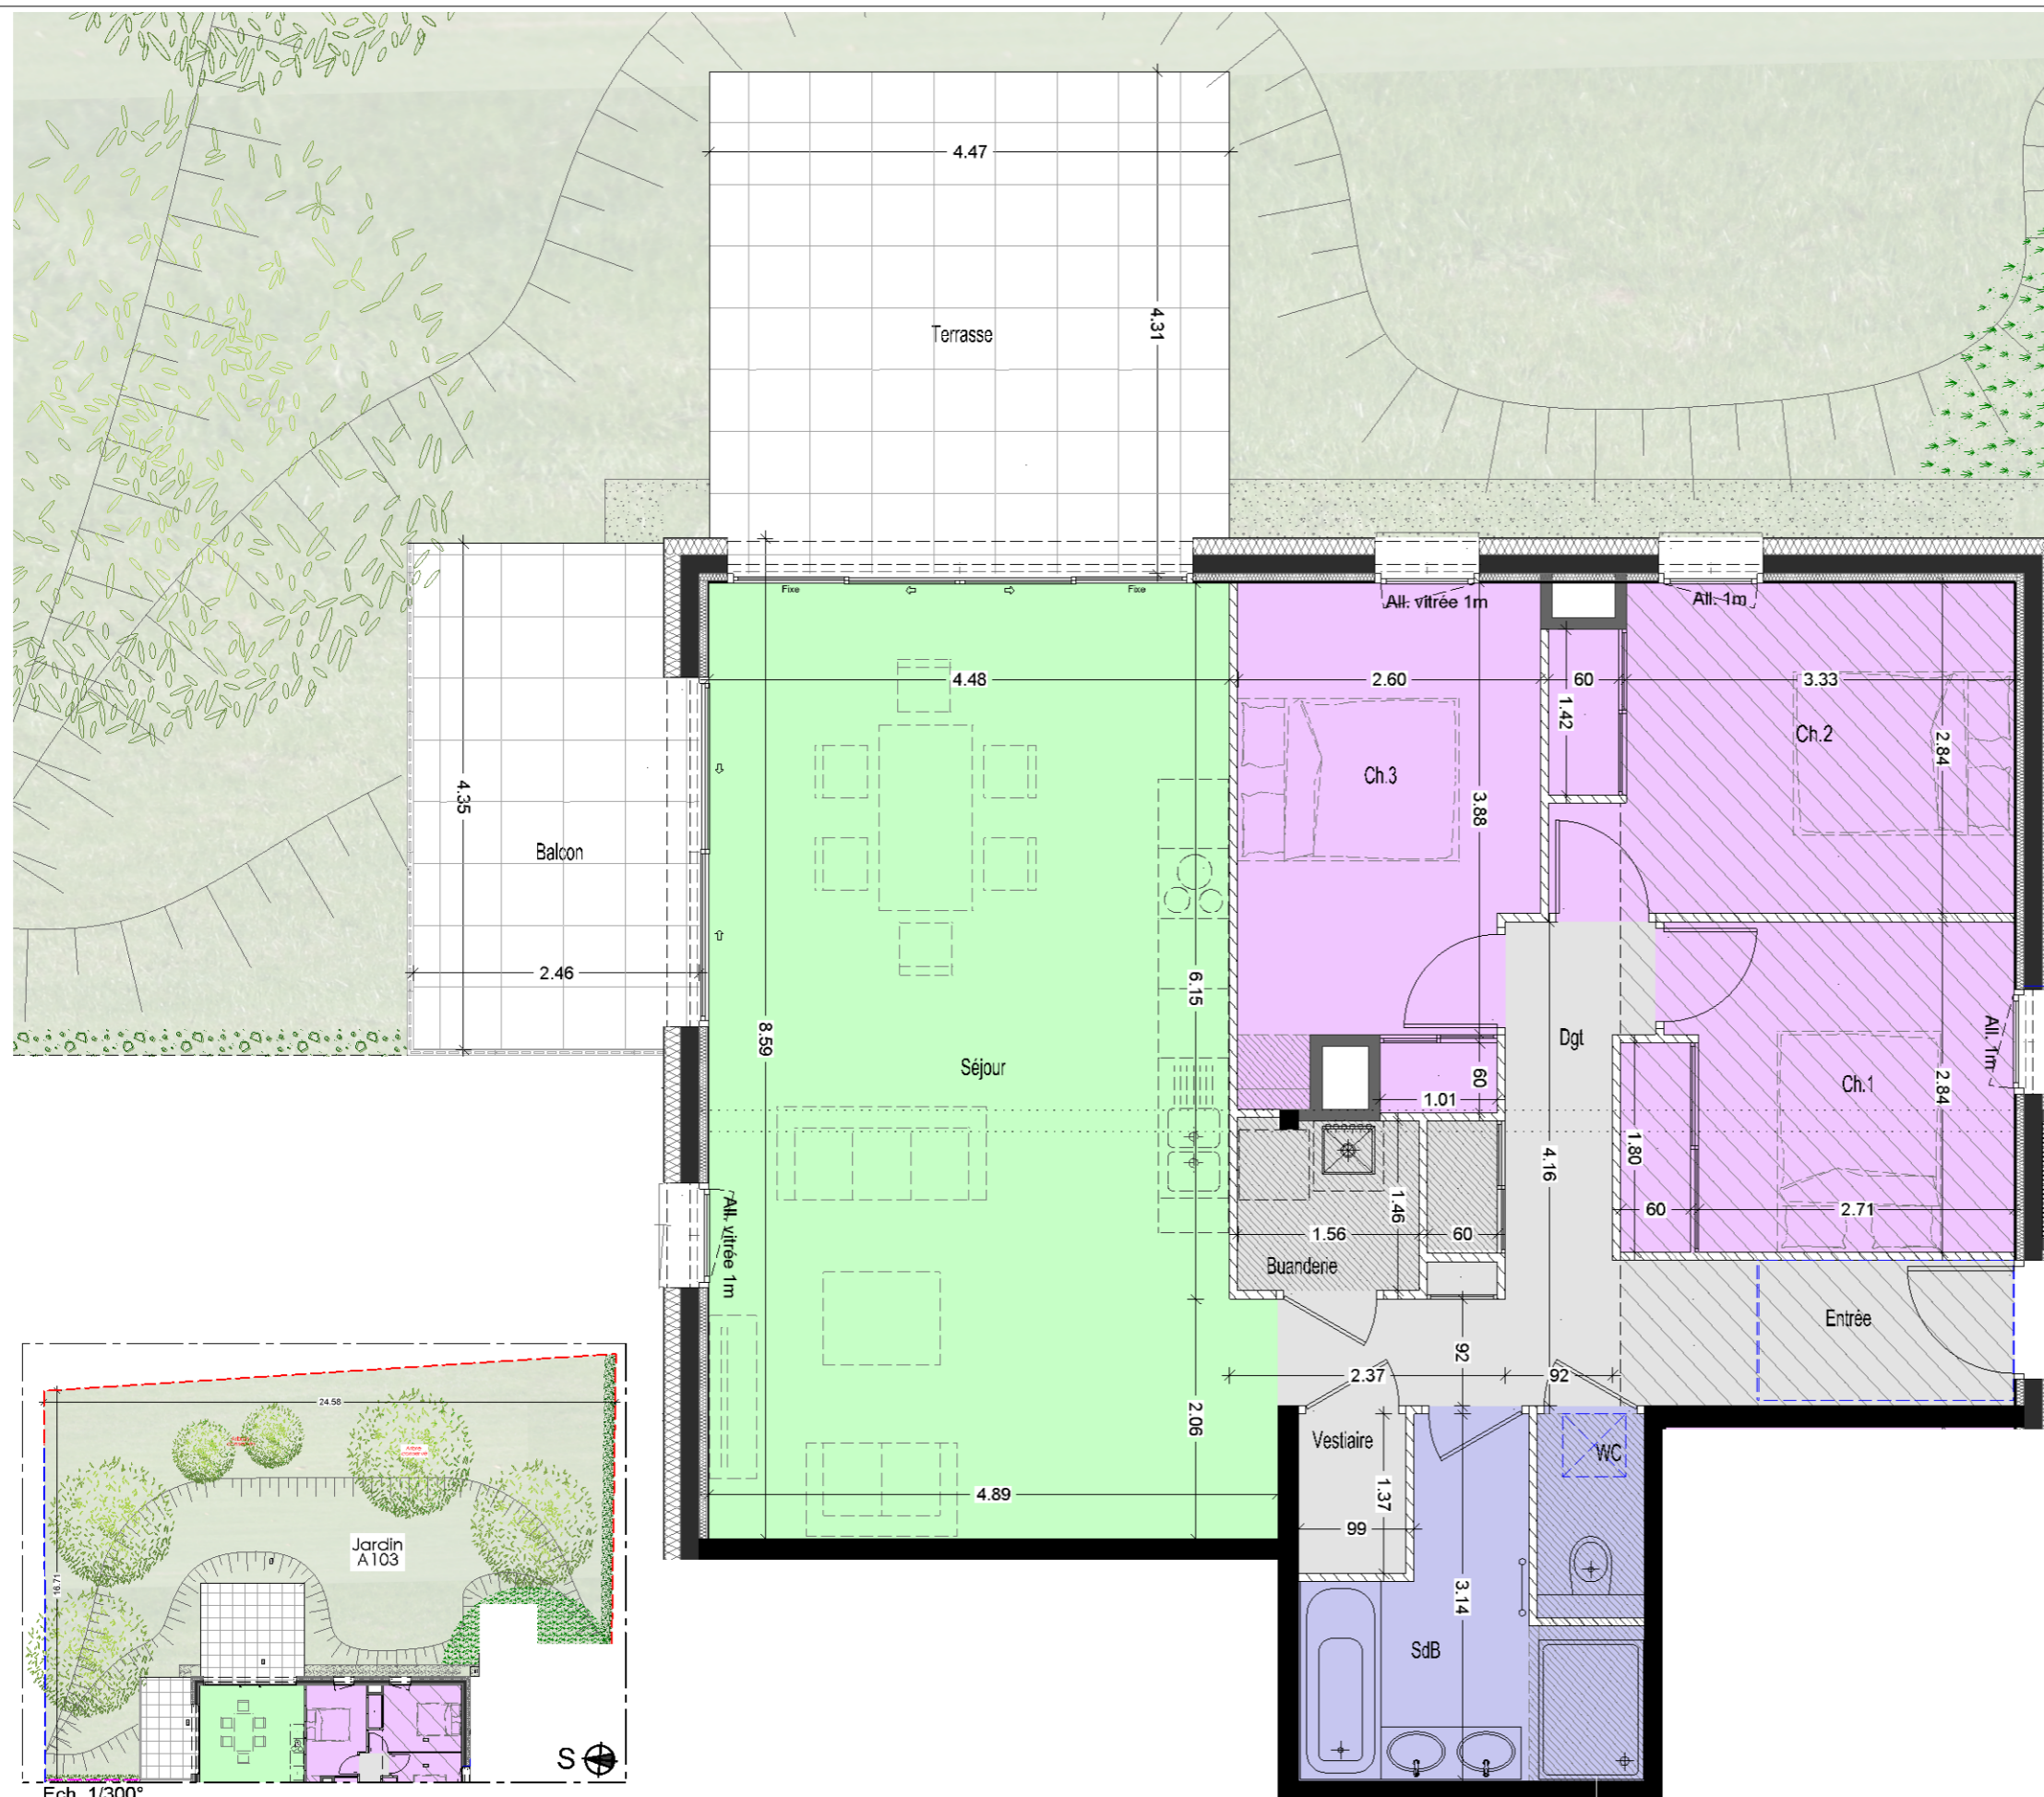 4.47
4.31
Terrasse
Fixe
Fixe
All. vitrée 1m
All. 1m
4.48
2.60
60
3.33
1.42
Ch.2
2.84
Ch.3
3.88
4.35
Balcon
2.46
6.15
8.59
Séjour
Dgt
All. 1m
Ch.1
2.84
60
1.01
1.80
4.16
1.46
All. vitrée 1m
1.56
60
60
2.71
Buanderie
Entrée
92
2.37
92
2.06
Vestiaire
WC
1.37
4.89
99
3.14
SdB
24.58
Jardin
A103
S
Ech. 1/300°